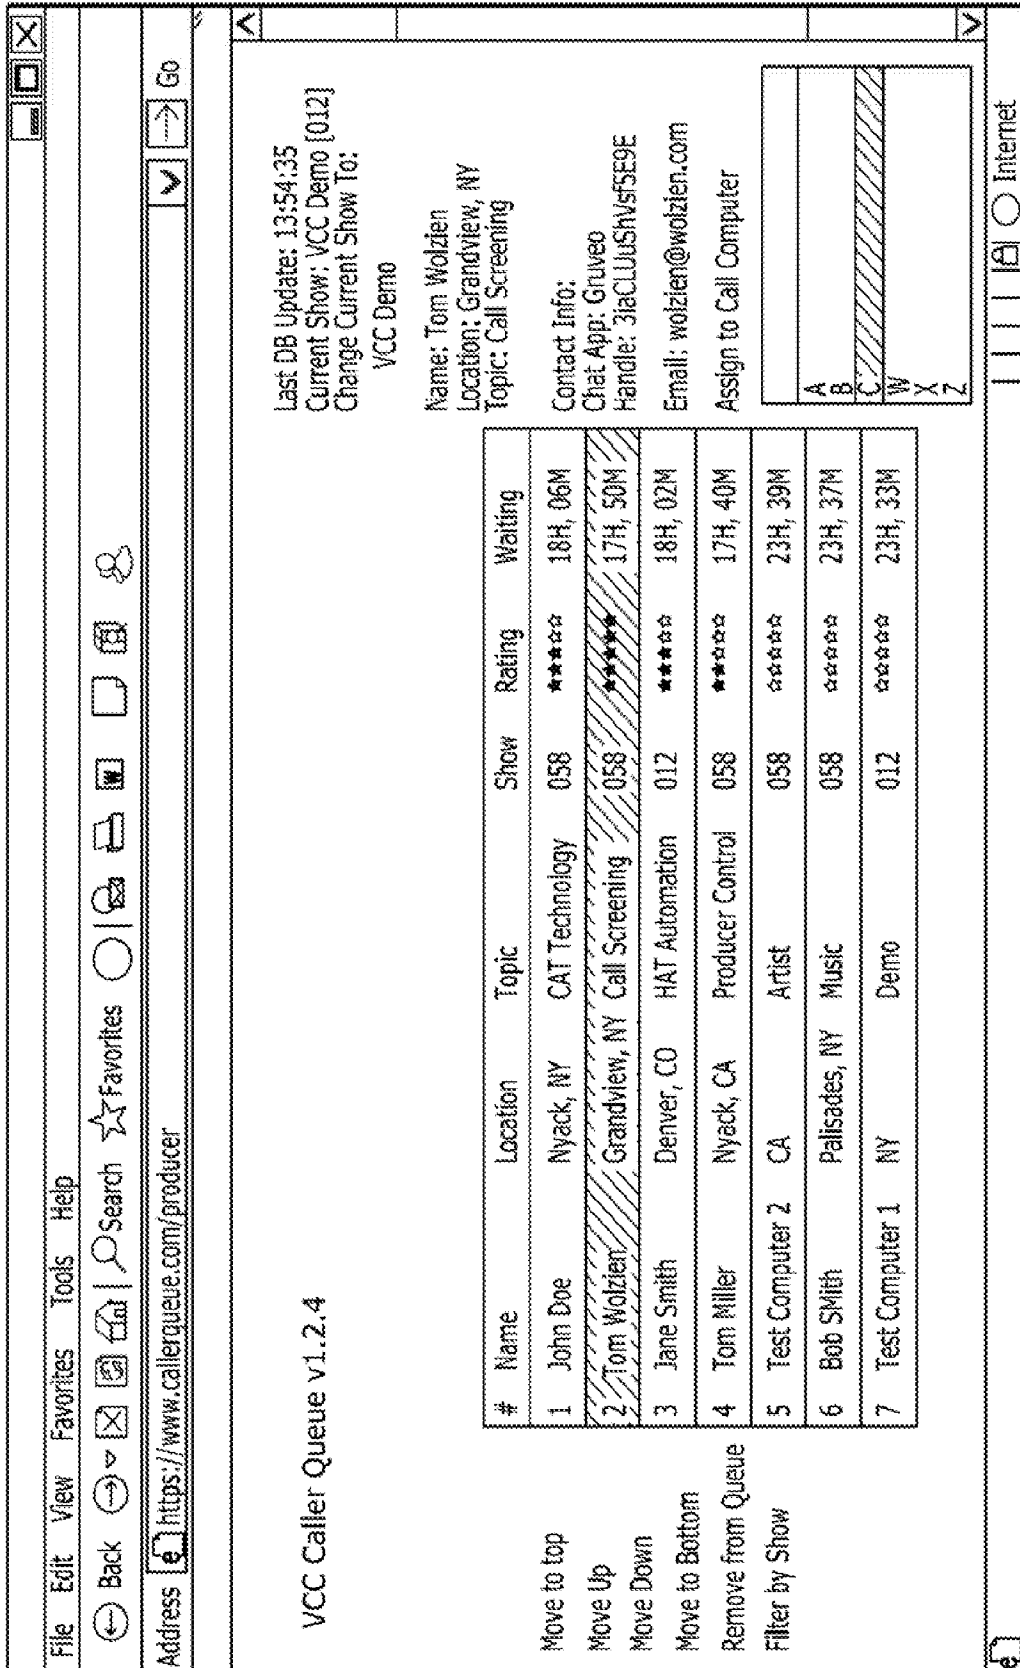 File Edit View Favorites Tools Help
Back Search Favorites
Address https://www.callerqueue.com/producer Go
VCC Caller Queue v1.2.4
Last DB Update: 13:54:35
Current Show: VCC Demo [012]
Change Current Show To:
VCC Demo
Name: Tom Wolzien
Location: Grandview, NY
Topic: Call Screening
Contact Info:
Chat App: Gruveo
Email: wolzien@wolzien.com
Assign to Call Computer
A
B
C
W
X
Z
Move to top
Move Up
Move Down
Move to Bottom
Remove from Queue
Filter by Show
# Name Location Topic Show Rating Waiting
1 John Doe Nyack, NY CAT Technology 058 ★★★☆☆ 18H, 06M
2 Tom Wolzien Grandview, NY Call Screening 058 ★★★★★ 17H, 50M
3 Jane Smith Denver, CO HAT Automation 012 ★★★☆☆ 18H, 02M
4 Tom Miller Nyack, CA Producer Control 058 ★★☆☆☆ 17H, 40M
5 Test Computer 2 CA Artist 058 ☆☆☆☆☆ 23H, 39M
6 Bob SMith Palisades, NY Music 058 ☆☆☆☆☆ 23H, 37M
7 Test Computer 1 NY Demo 012 ☆☆☆☆☆ 23H, 33M
Internet